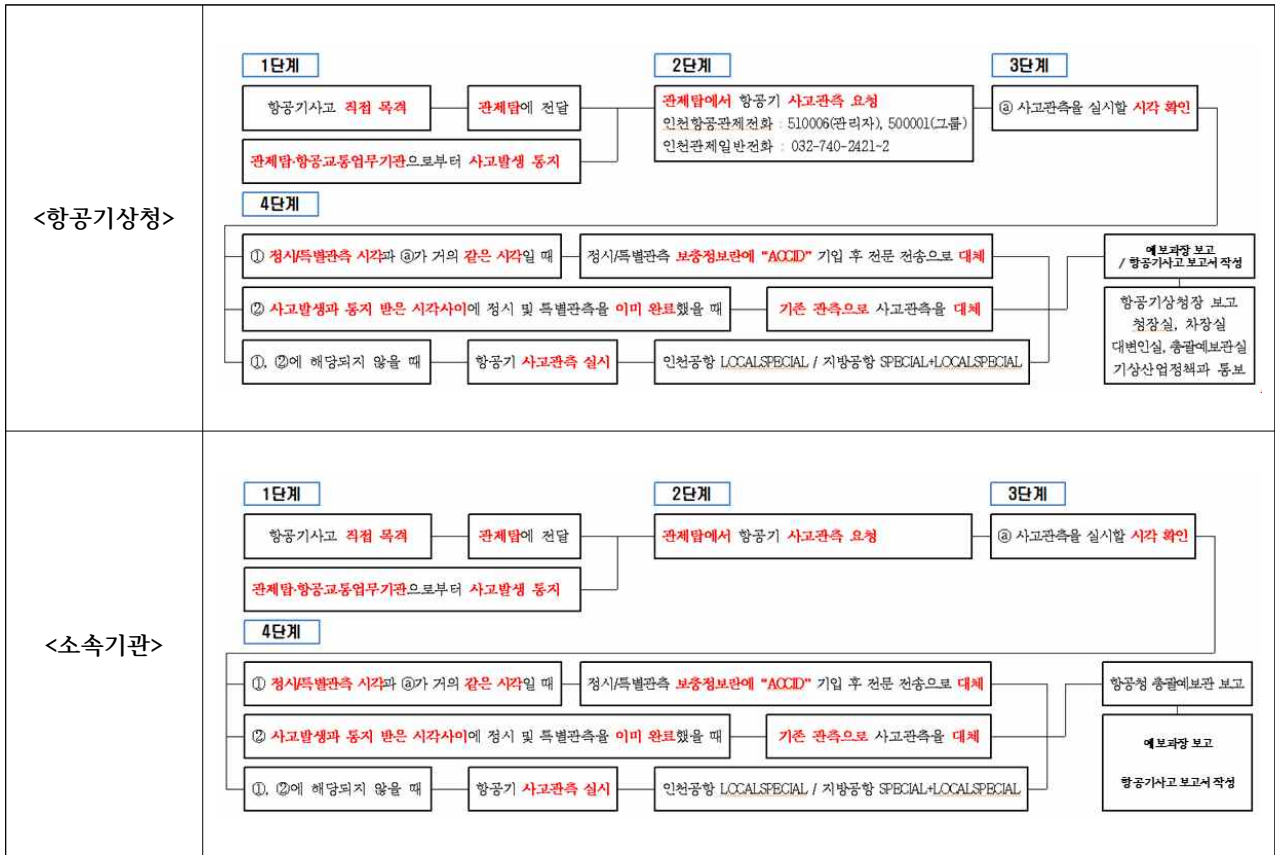 <항공기상청>
1단계
2단계
3단계
항공기사고 직접 목격
관제탑에 전달
관제탑에서 항공기 사고관측 요청
인천항공관제전화 : 510006(관리자), 500001(그룹)
인천관제일반전화 : 032-740-2421~2
ⓐ 사고관측을 실시할 시각 확인
관제탑·항공교통업무기관으로부터 사고발생 통지
4단계
① 정시/특별관측 시각과 ⓐ가 거의 같은 시각일 때
정시/특별관측 보충정보란에 "ACCID" 기입 후 전문 전송으로 대체
예보과장 보고
/ 항공기사고 보고서 작성
② 사고발생과 통지 받은 시각사이에 정시 및 특별관측을 이미 완료했을 때
기존 관측으로 사고관측을 대체
항공기상청장 보고
청장실, 차장실
대변인실, 총괄예보관실
기상산업정책과 통보
①, ②에 해당되지 않을 때
항공기 사고관측 실시
인천공항 LOCALSPECIAL / 지방공항 SPECIAL+LOCALSPECIAL
<소속기관>
1단계
2단계
3단계
항공기사고 직접 목격
관제탑에 전달
관제탑에서 항공기 사고관측 요청
ⓐ 사고관측을 실시할 시각 확인
관제탑·항공교통업무기관으로부터 사고발생 통지
4단계
① 정시/특별관측 시각과 ⓐ가 거의 같은 시각일 때
정시/특별관측 보충정보란에 "ACCID" 기입 후 전문 전송으로 대체
항공청 총괄예보관 보고
② 사고발생과 통지 받은 시각사이에 정시 및 특별관측을 이미 완료했을 때
기존 관측으로 사고관측을 대체
예보과장 보고
항공기사고 보고서 작성
①, ②에 해당되지 않을 때
항공기 사고관측 실시
인천공항 LOCALSPECIAL / 지방공항 SPECIAL+LOCALSPECIAL